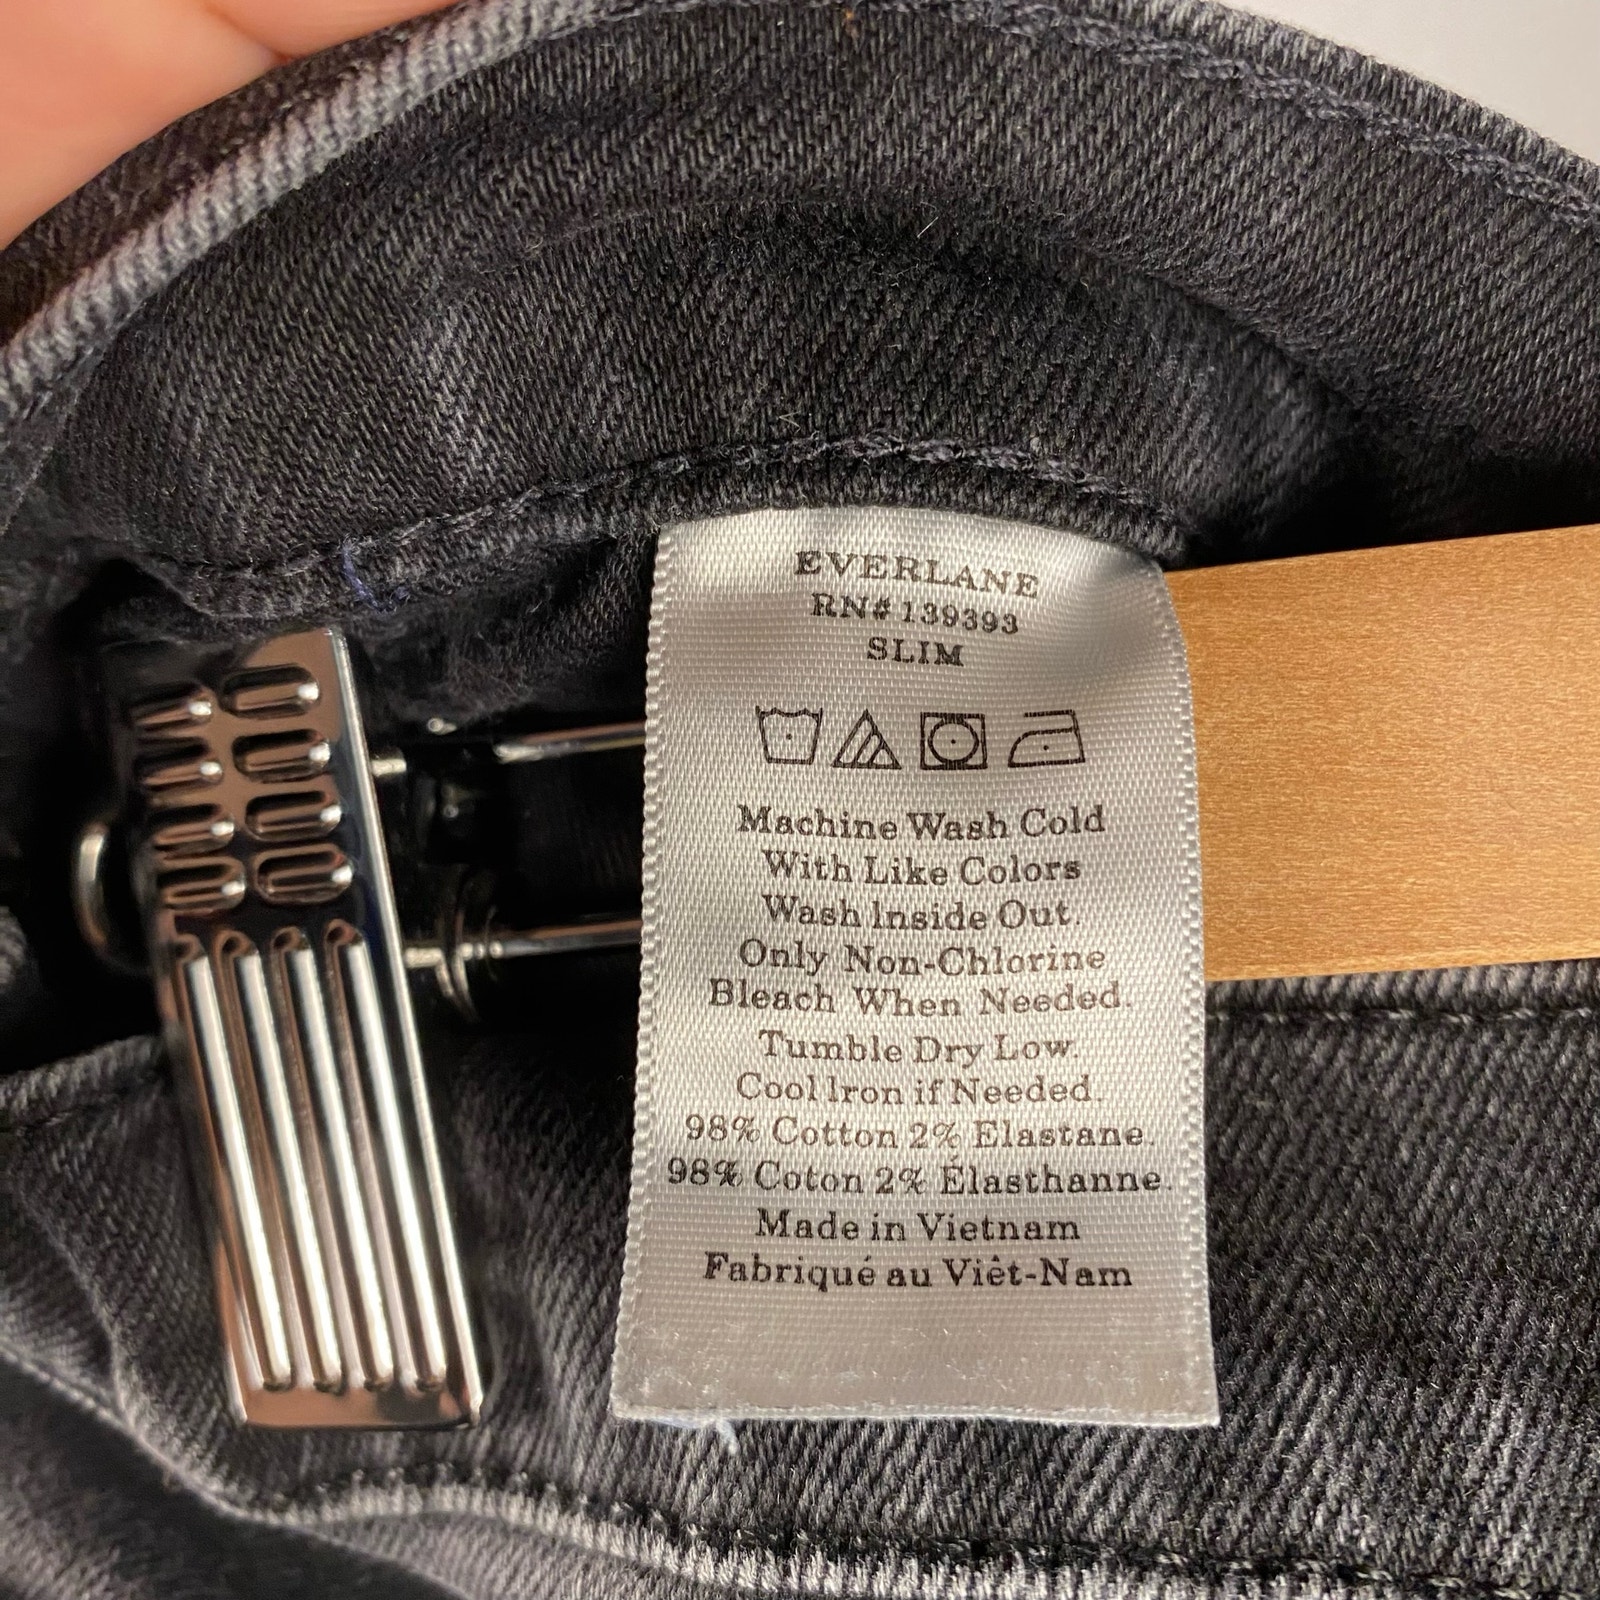 EVERLANE
RN# 139393
SLIM
Machine Wash Cold
With Like Colors
Wash Inside Out.
Only Non-Chlorine
Bleach When Needed.
Tumble Dry Low.
Cool Iron if Needed.
98% Cotton 2% Elastane.
98% Coton 2% Élasthanne.
Made in Vietnam
Fabriqué au Viêt-Nam